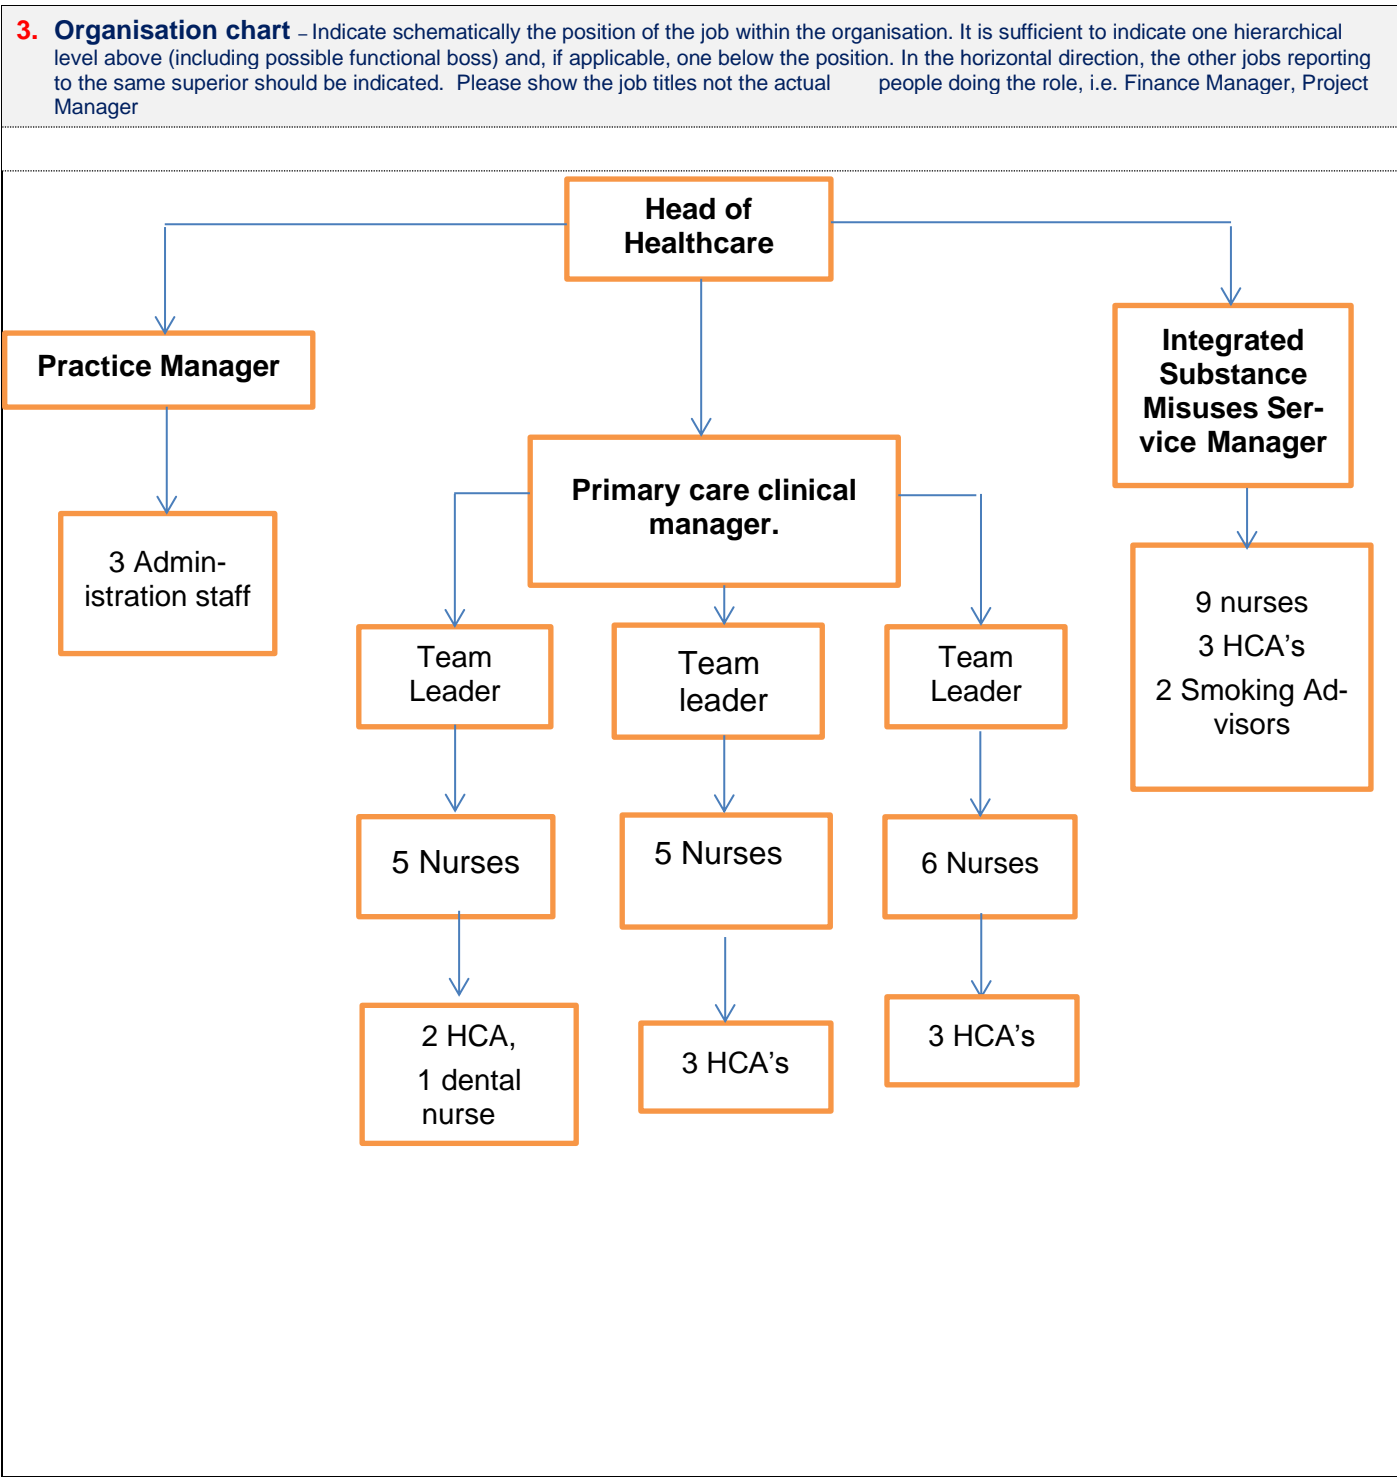 3. Organisation chart – Indicate schematically the position of the job within the organisation. It is sufficient to indicate one hierarchical
level above (including possible functional boss) and, if applicable, one below the position. In the horizontal direction, the other jobs reporting
to the same superior should be indicated. Please show the job titles not the actual people doing the role, i.e. Finance Manager, Project
Manager
Head of
Healthcare
Practice Manager
Integrated
Substance
Misuses Ser-
vice Manager
Primary care clinical
manager.
3 Admin-
istration staff
9 nurses
3 HCA’s
2 Smoking Ad-
visors
Team
Leader
Team
leader
Team
Leader
5 Nurses
5 Nurses
6 Nurses
2 HCA,
1 dental
nurse
3 HCA’s
3 HCA’s